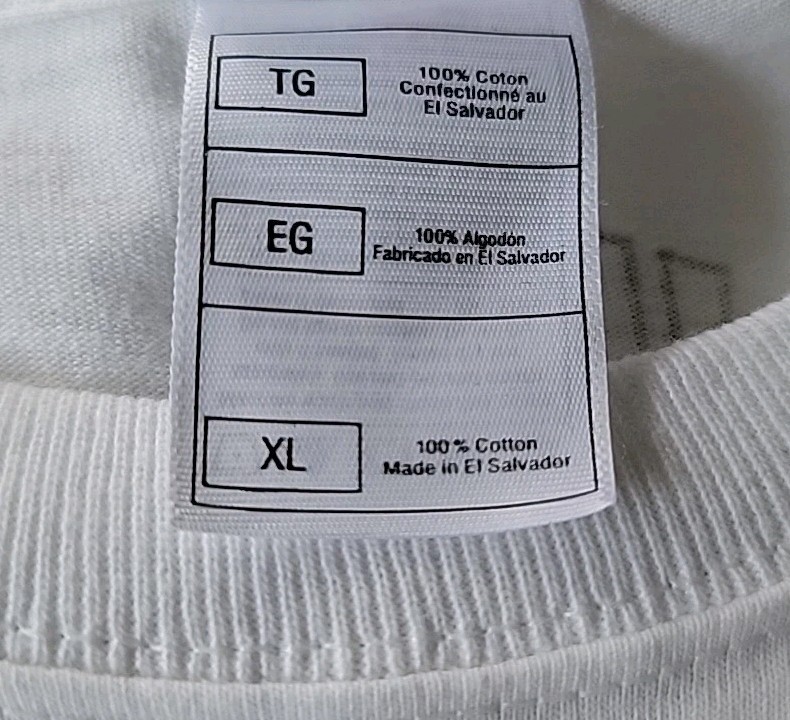 TG
100% Coton
Confectionné au
El Salvador
EG
100% Algodón
Fabricado en El Salvador
XL
100% Cotton
Made in El Salvador